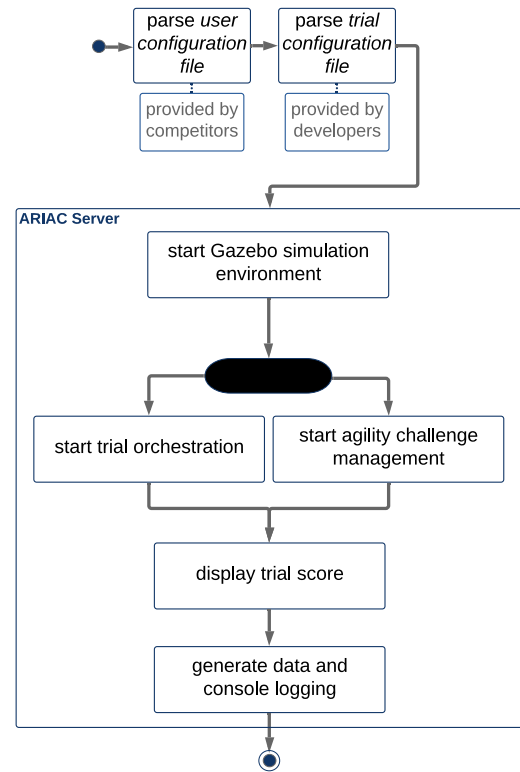 parse user
configuration
file
parse trial
configuration
file
provided by
competitors
provided by
developers
ARIAC Server
start Gazebo simulation
environment
start trial orchestration
start agility challenge
management
display trial score
generate data and
console logging